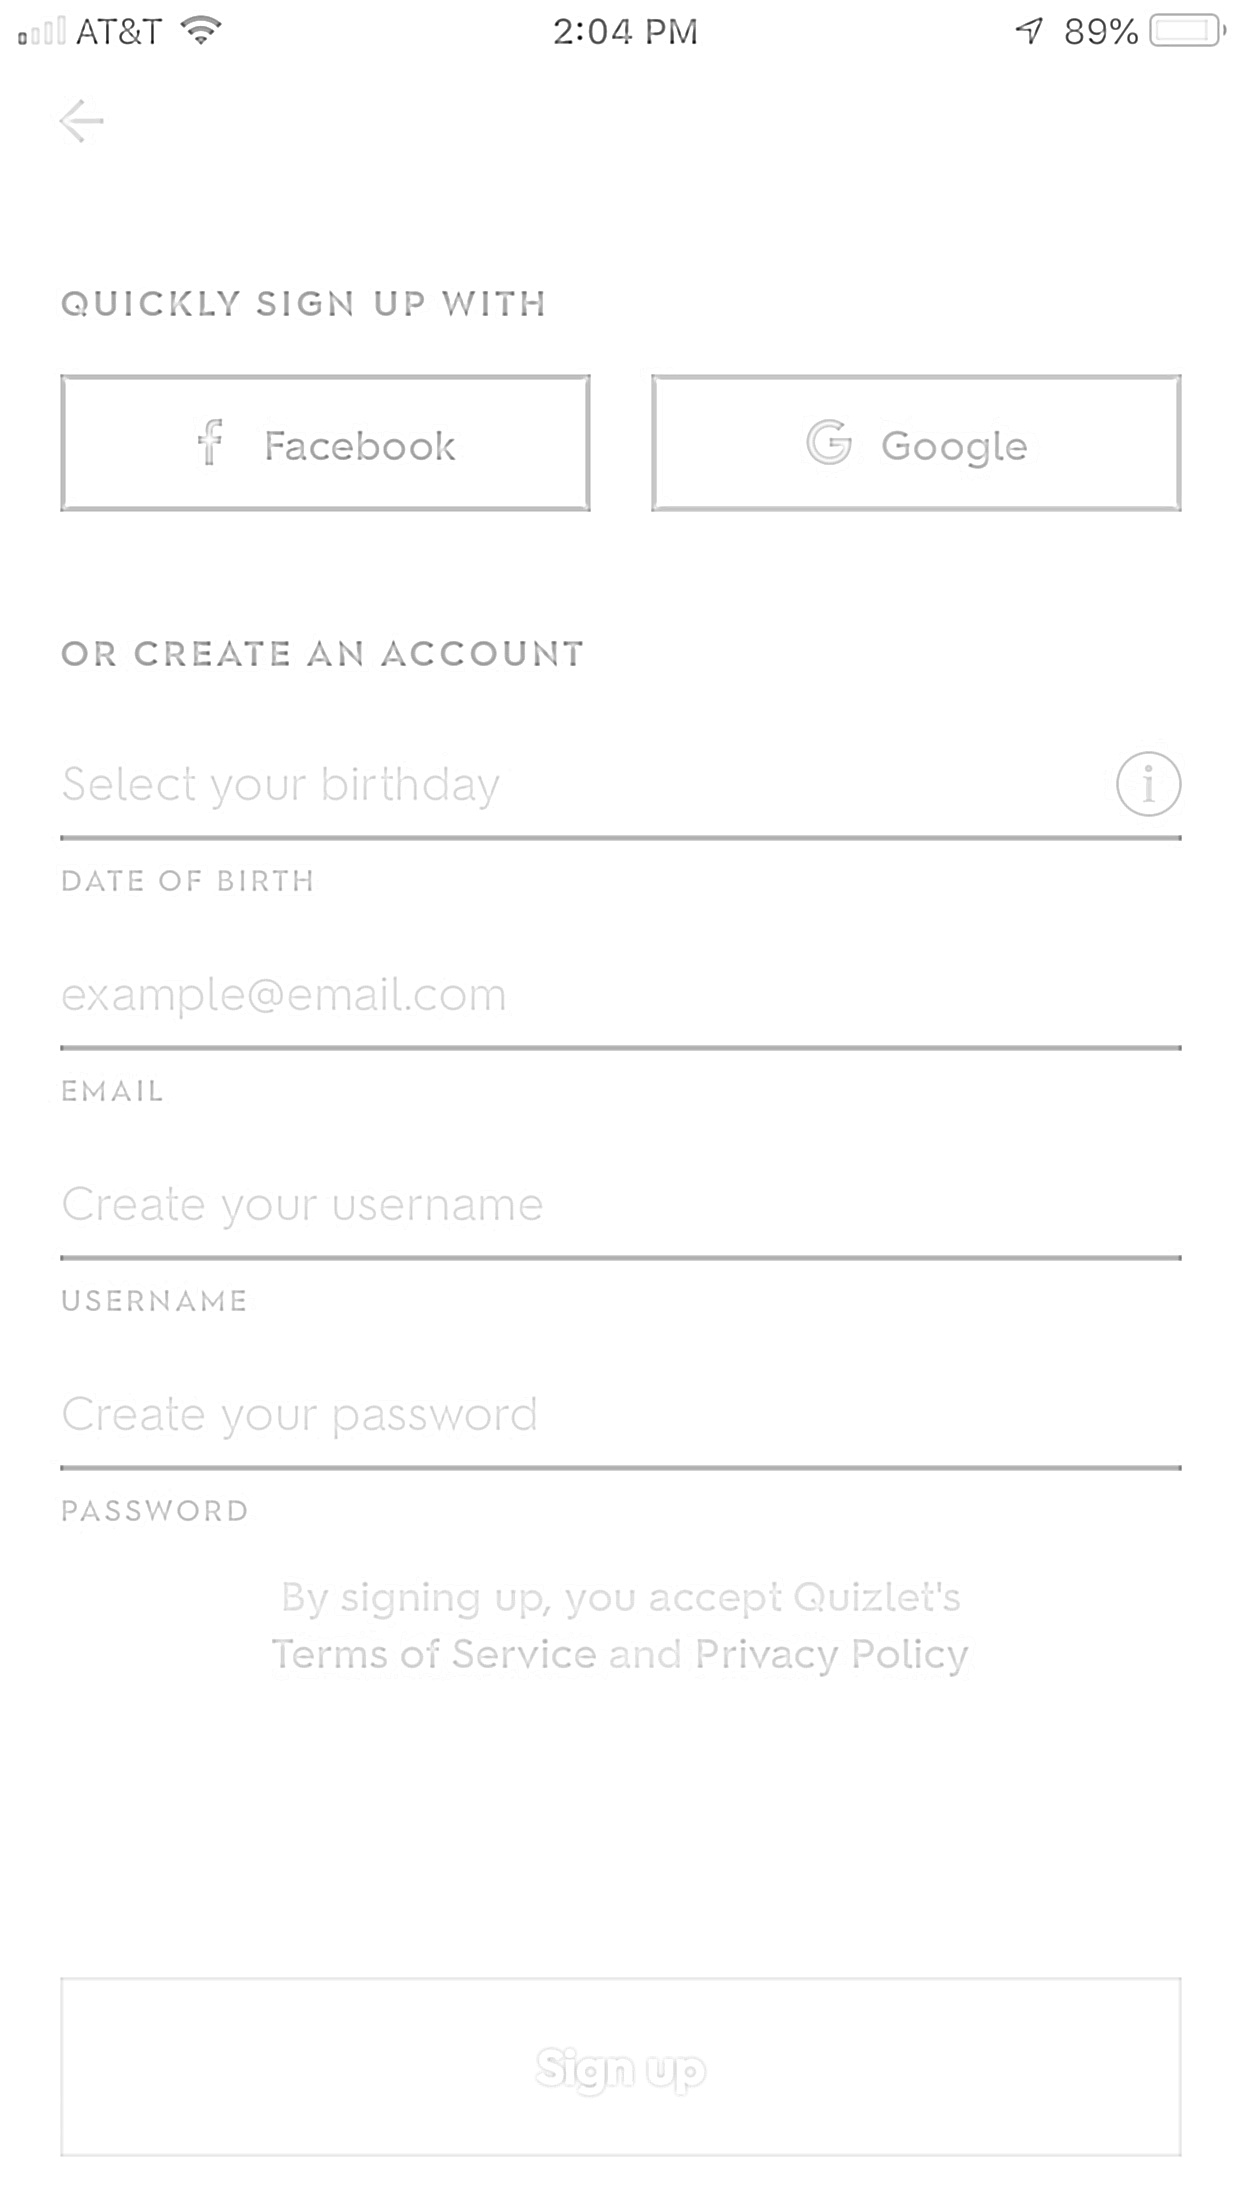 AT&T 2:04 PM 89%
QUICKLY SIGN UP WITH
f Facebook G Google
OR CREATE AN ACCOUNT
Select your birthday i
DATE OF BIRTH
example@email.com
EMAIL
Create your username
USERNAME
Create your password
PASSWORD
By signing up, you accept Quizlet's
Terms of Service and Privacy Policy
Sign up